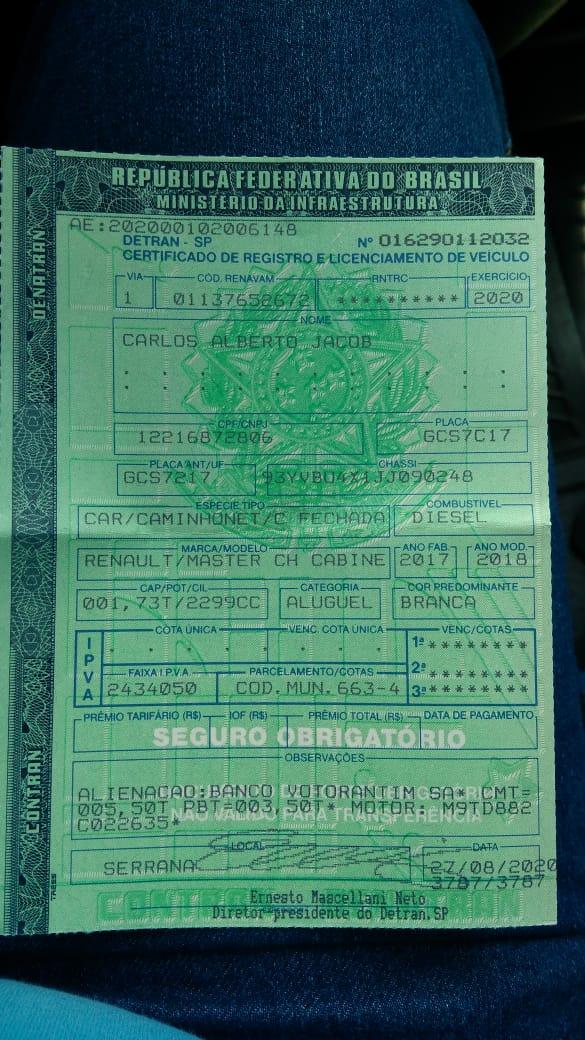 REPÚBLICA FEDERATIVA DO BRASIL
MINISTÉRIO DA INFRAESTRUTURA
AE:202000102006148
DETRAN - SP Nº 016290112032
CERTIFICADO DE REGISTRO E LICENCIAMENTO DE VEÍCULO
VIA CÓD. RENAVAM RNTRC EXERCÍCIO
1 01137652672 ********** 2020
NOME
CARLOS ALBERTO JACOB
CPF/CNPJ PLACA
12216872806 GCS7C17
PLACA ANT/UF CHASSI
GCS7217 93YVBU4X1JJ090248
ESPÉCIE TIPO COMBUSTÍVEL
CAR/CAMINHONET/C FECHADA DIESEL
MARCA/MODELO ANO FAB. ANO MOD.
RENAULT/MASTER CH CABINE 2017 2018
CAP/POT/CIL CATEGORIA COR PREDOMINANTE
001,73T/2299CC ALUGUEL BRANCA
IPVA
COTA ÚNICA VENC. COTA ÚNICA VENC/COTAS
1ª ********
2ª ********
FAIXA I.P.V.A. PARCELAMENTO/COTAS
2434050 COD.MUN.663-4 3ª ********
PRÊMIO TARIFÁRIO (R$) IOF (R$) PRÊMIO TOTAL (R$) DATA DE PAGAMENTO
SEGURO OBRIGATÓRIO
OBSERVAÇÕES
ALIENACAO:BANCO VOTORANTIM SA* CMT=
005,50T PBT=003,50T* MOTOR: M9TD882
C022635*
NÃO VÁLIDO PARA TRANSFERÊNCIA
LOCAL DATA
SERRANA 27/08/2020
3787/3787
Ernesto Mascellani Neto
Diretor-presidente do Detran.SP
DENATRAN
CONTRAN